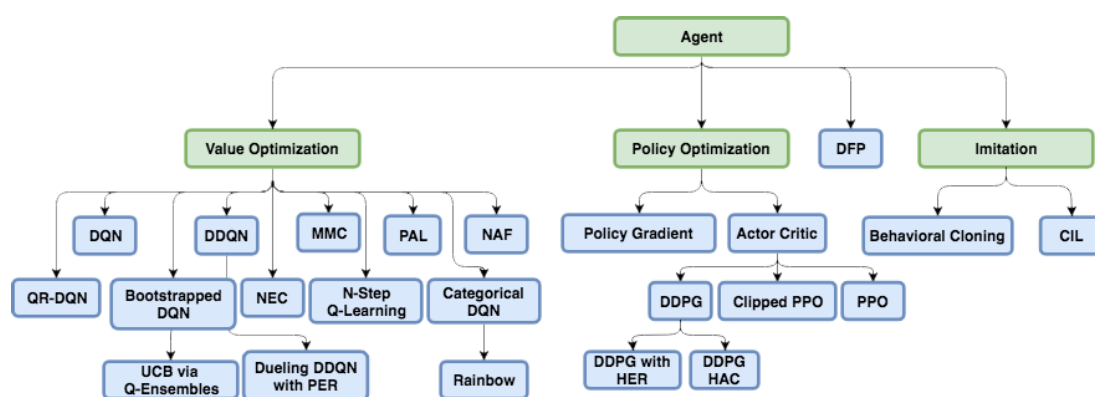 Agent
Value Optimization
Policy Optimization
DFP
Imitation
DQN
DDQN
MMC
PAL
NAF
Policy Gradient
Actor Critic
Behavioral Cloning
CIL
QR-DQN
Bootstrapped
DQN
NEC
N-Step
Q-Learning
Categorical
DQN
DDPG
Clipped PPO
PPO
UCB via
Q-Ensembles
Dueling DDQN
with PER
Rainbow
DDPG with
HER
DDPG
HAC